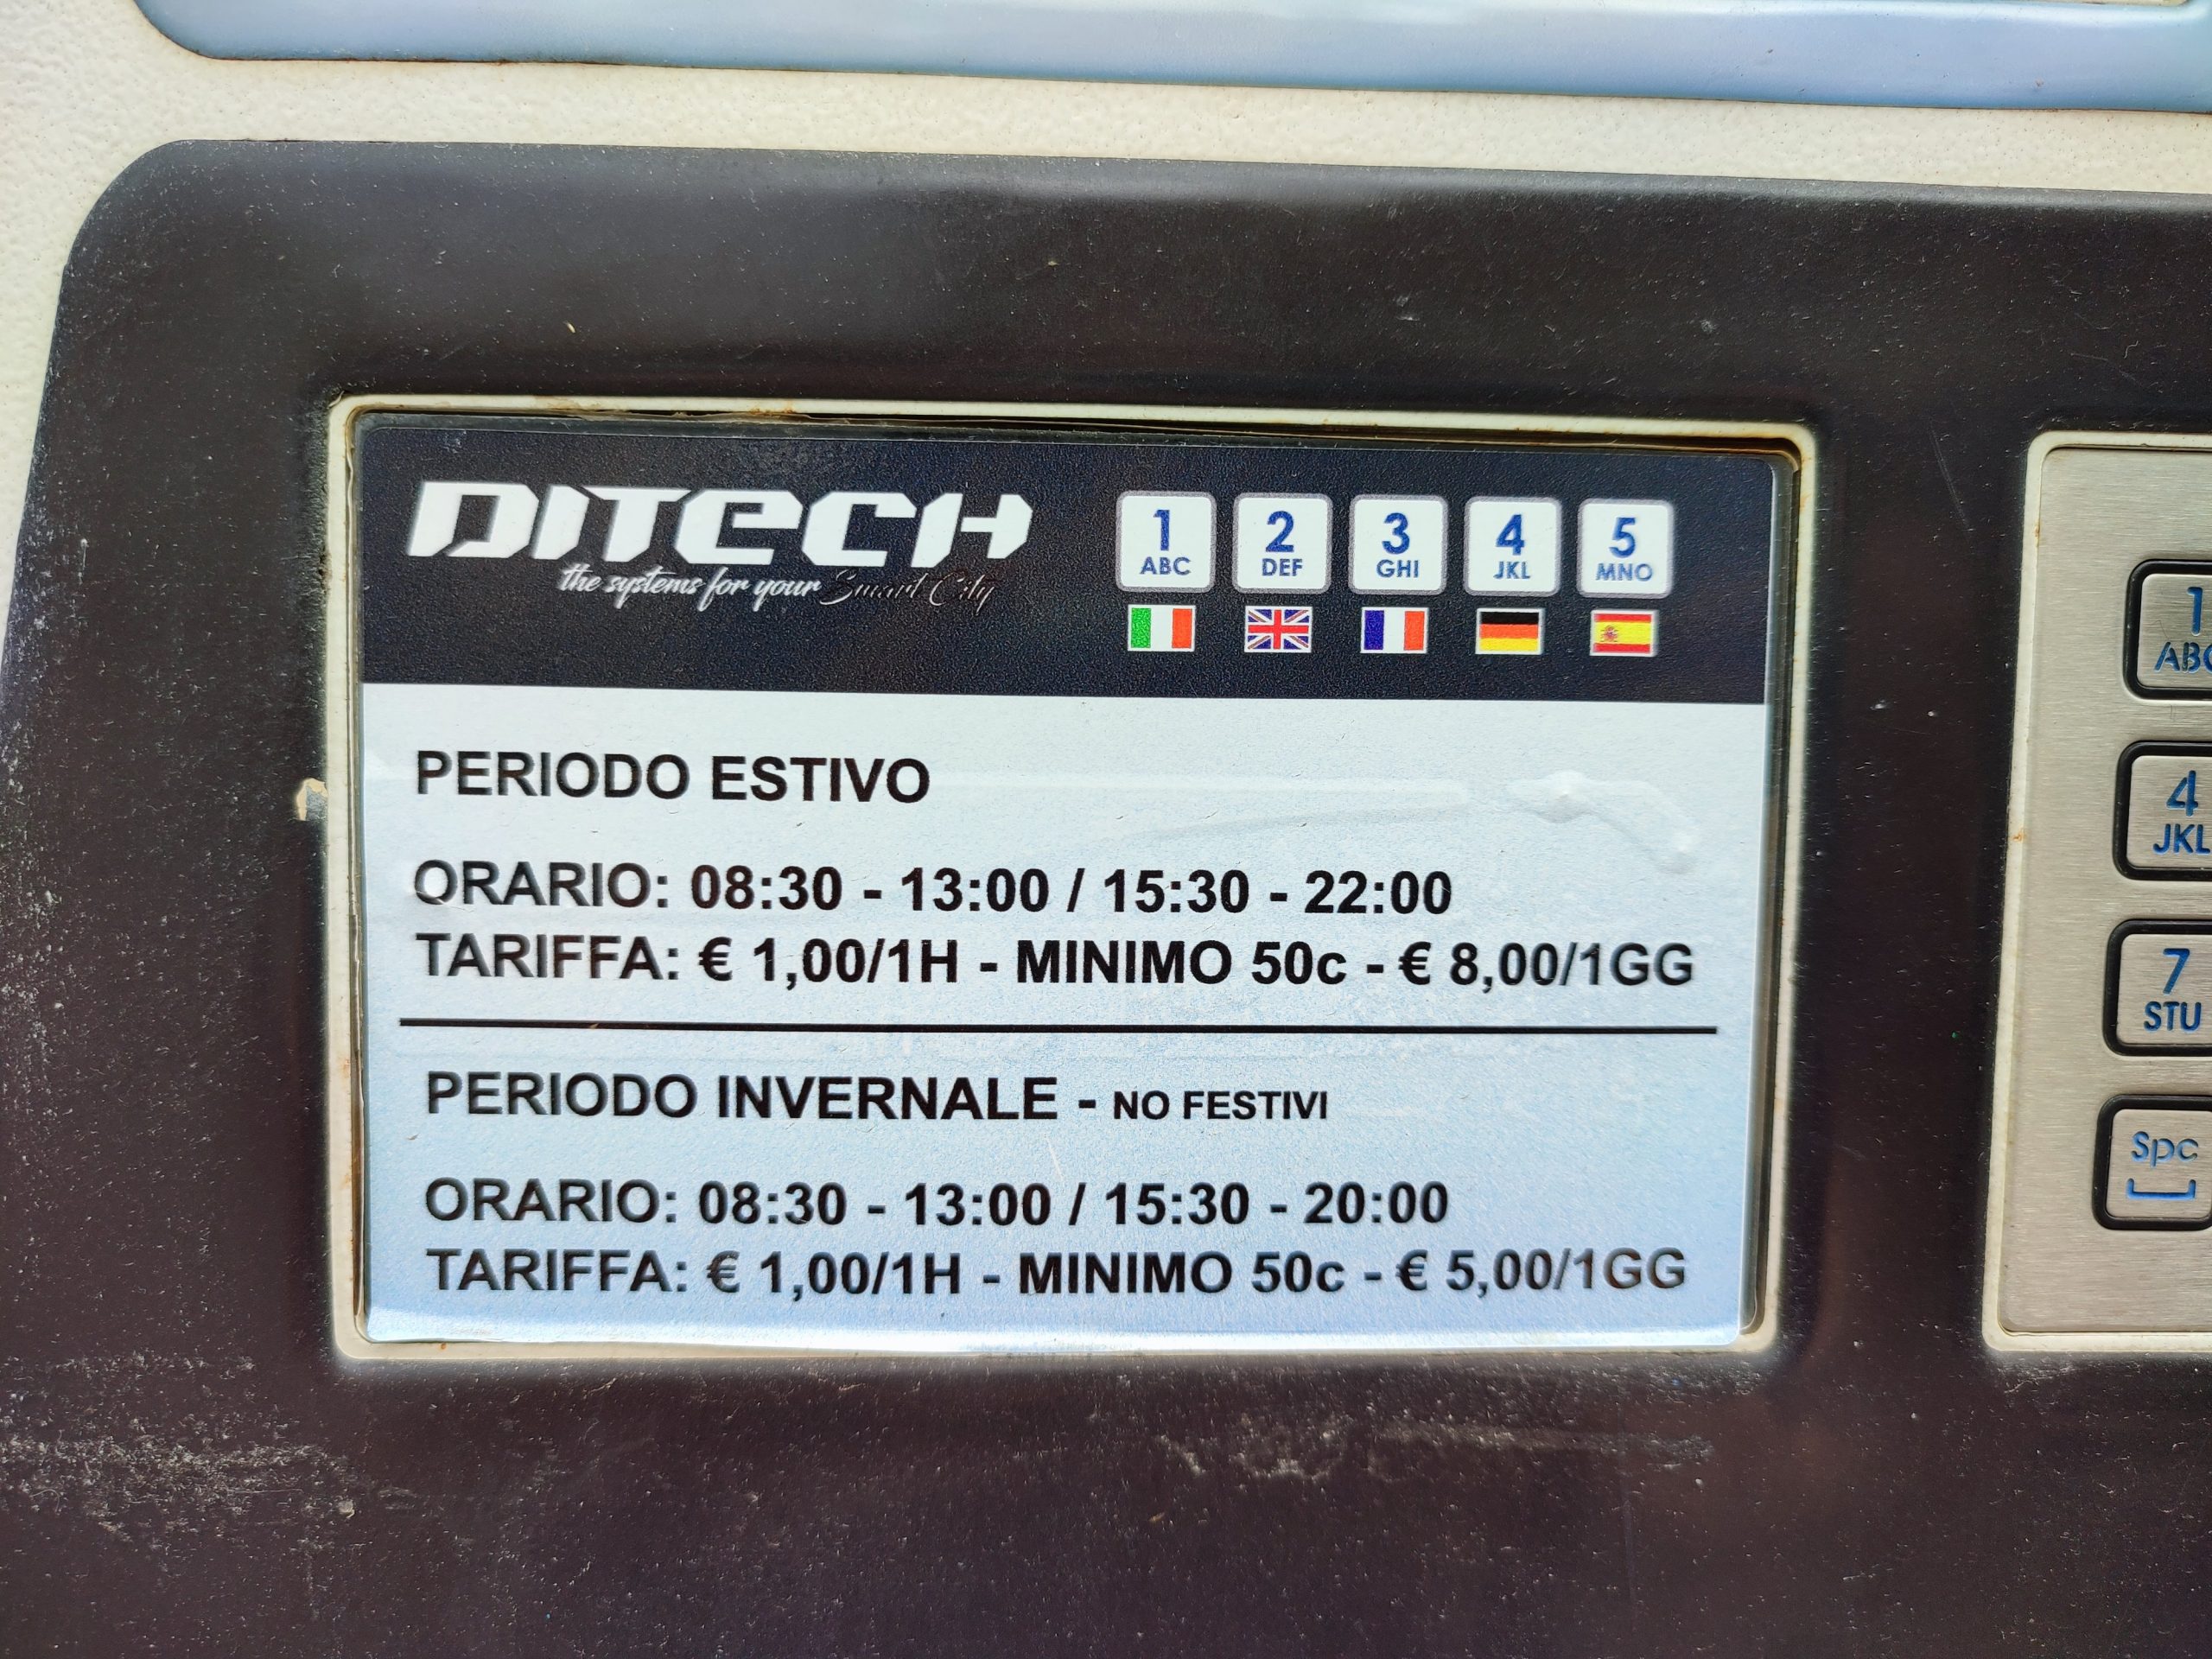 DITECH
the systems for your Smart City
1 2 3 4 5
ABC DEF GHI JKL MNO
PERIODO ESTIVO
ORARIO: 08:30 - 13:00 / 15:30 - 22:00
TARIFFA: € 1,00/1H - MINIMO 50c - € 8,00/1GG
PERIODO INVERNALE - NO FESTIVI
ORARIO: 08:30 - 13:00 / 15:30 - 20:00
TARIFFA: € 1,00/1H - MINIMO 50c - € 5,00/1GG
1
ABC
4
JKL
7
STU
Spc